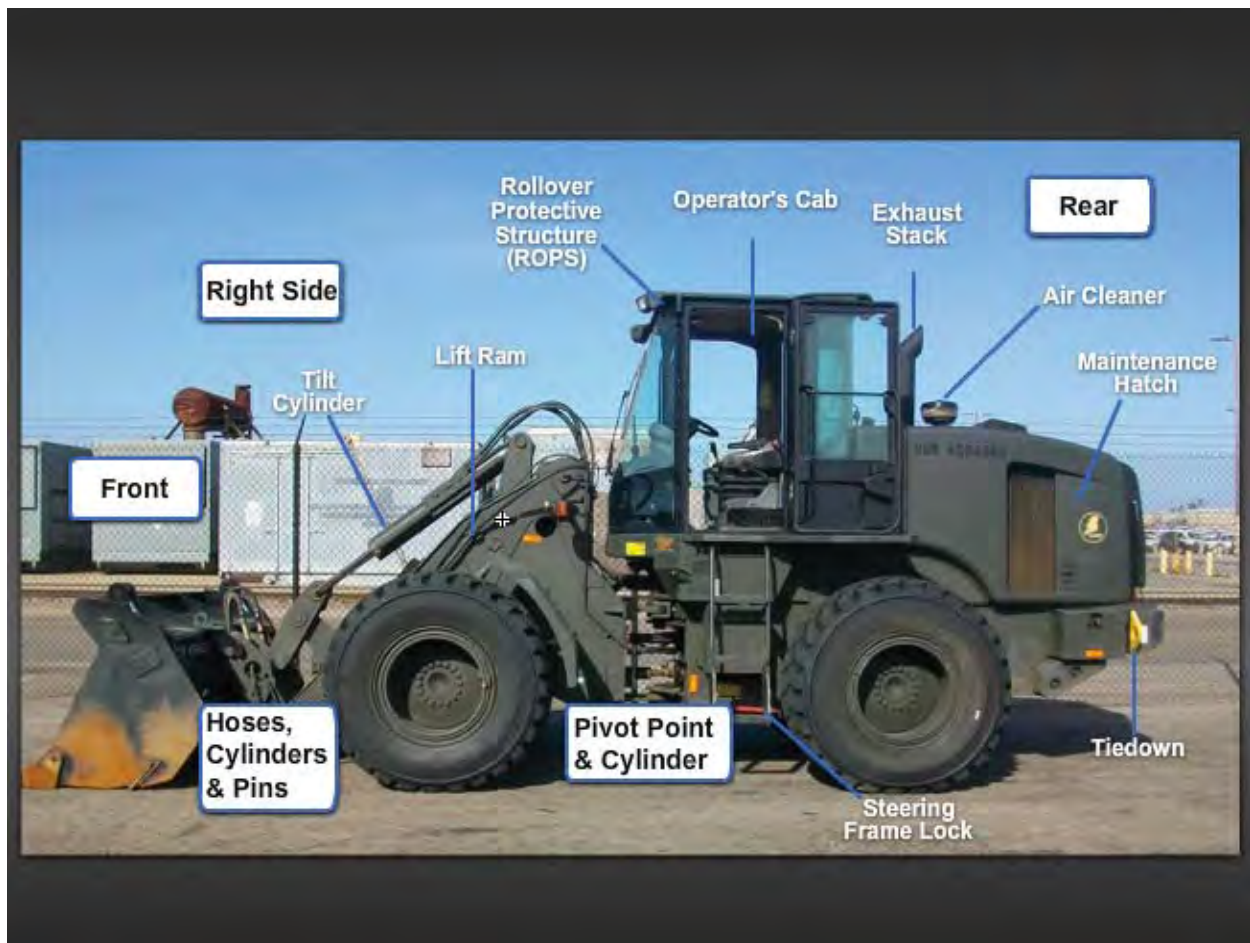 Rollover
Protective
Structure
(ROPS)
Operator's Cab
Exhaust
Stack
Rear
Right Side
Air Cleaner
Lift Ram
Tilt
Cylinder
Maintenance
Hatch
Front
Hoses,
Cylinders
& Pins
Pivot Point
& Cylinder
Tiedown
Steering
Frame Lock